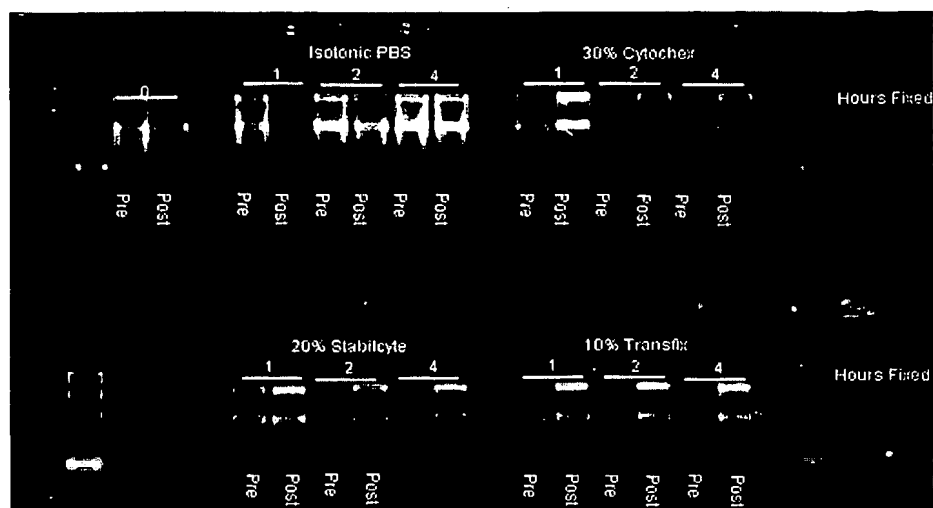 Isotonic PBS 30% Cytochex
0 1 2 4 1 2 4 Hours Fixed
Pre Post Pre Post Pre Post Pre Post Pre Post Pre Post Pre Post
20% Stabilcyte 10% Transfix
1 2 4 1 2 4 Hours Fixed
Pre Post Pre Post Pre Post Pre Post Pre Post